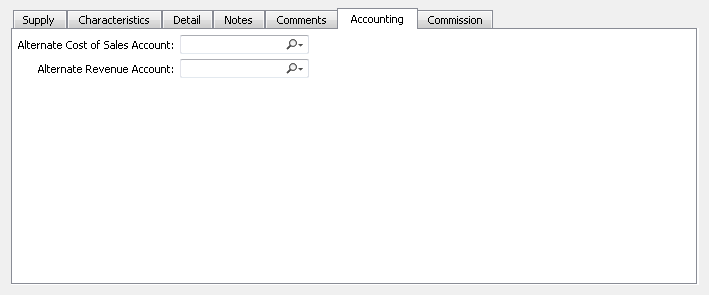 Supply Characteristics Detail Notes Comments Accounting Commission
Alternate Cost of Sales Account:
Alternate Revenue Account: